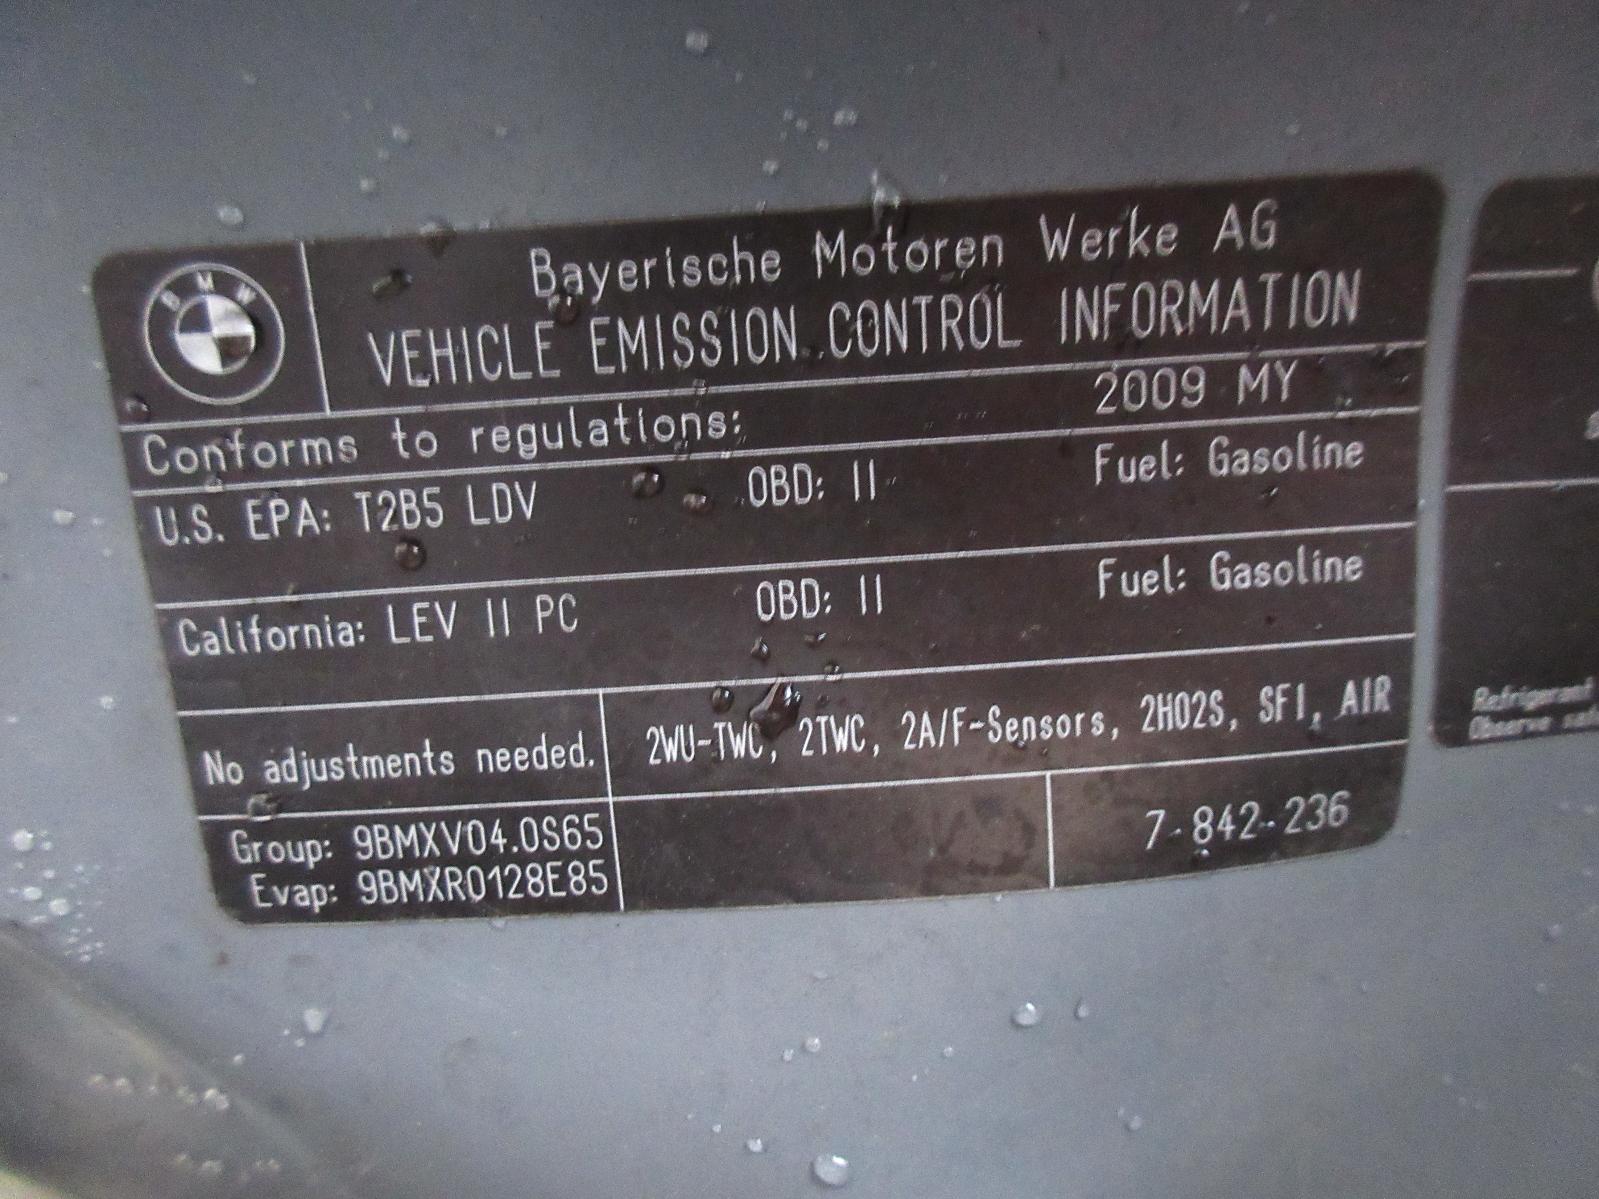 BMW
Bayerische Motoren Werke AG
VEHICLE EMISSION CONTROL INFORMATION
Conforms to regulations: 2009 MY
U.S. EPA: T2B5 LDV OBD: II Fuel: Gasoline
California: LEV II PC OBD: II Fuel: Gasoline
No adjustments needed. 2WU-TWC, 2TWC, 2A/F-Sensors, 2HO2S, SFI, AIR
Group: 9BMXV04.0S65
Evap: 9BMXR0128E85
7-842-236
Refrigerant
Observe